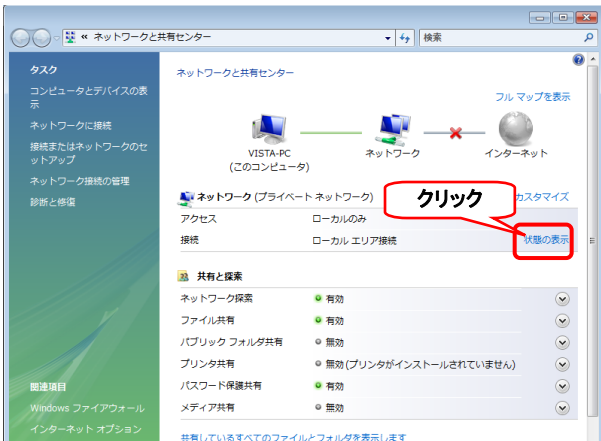 « ネットワークと共有センター
検索
タスク
コンピュータとデバイスの表
示
ネットワークに接続
接続またはネットワークのセ
ットアップ
ネットワーク接続の管理
診断と修復
関連項目
Windows ファイアウォール
インターネット オプション
ネットワークと共有センター
フル マップを表示
VISTA-PC
(このコンピュータ)
ネットワーク
インターネット
ネットワーク (プライベート ネットワーク)
カスタマイズ
クリック
アクセス ローカルのみ
接続 ローカル エリア接続 状態の表示
共有と探索
ネットワーク探索 有効
ファイル共有 有効
パブリック フォルダ共有 無効
プリンタ共有 無効 (プリンタがインストールされていません)
パスワード保護共有 有効
メディア共有 無効
共有しているすべてのファイルとフォルダを表示します